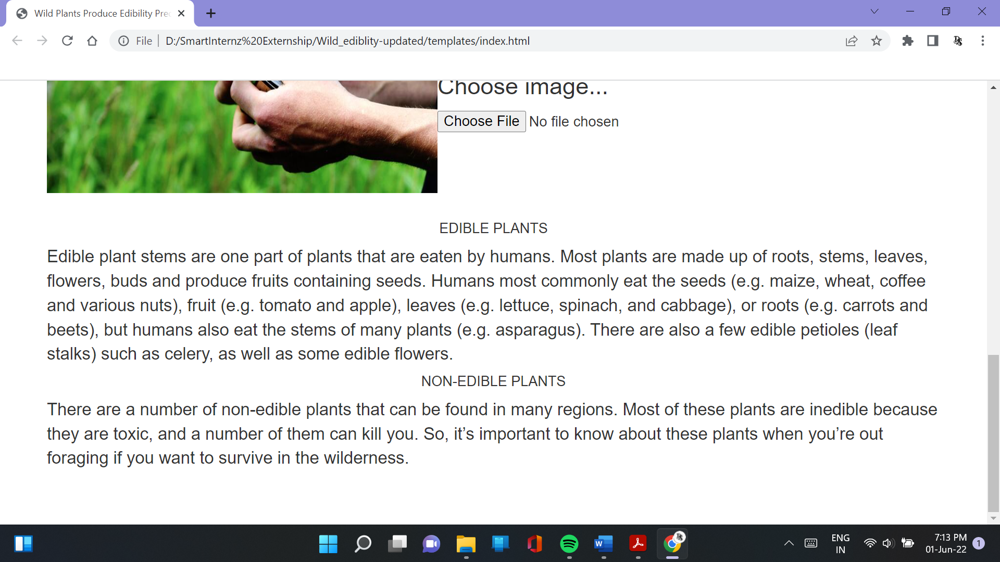 Wild Plants Produce Edibility Pre
File
D:/SmartInternz%20Externship/Wild_ediblity-updated/templates/index.html
Choose image...
Choose File No file chosen
EDIBLE PLANTS
Edible plant stems are one part of plants that are eaten by humans. Most plants are made up of roots, stems, leaves,
flowers, buds and produce fruits containing seeds. Humans most commonly eat the seeds (e.g. maize, wheat, coffee
and various nuts), fruit (e.g. tomato and apple), leaves (e.g. lettuce, spinach, and cabbage), or roots (e.g. carrots and
beets), but humans also eat the stems of many plants (e.g. asparagus). There are also a few edible petioles (leaf
stalks) such as celery, as well as some edible flowers.
NON-EDIBLE PLANTS
There are a number of non-edible plants that can be found in many regions. Most of these plants are inedible because
they are toxic, and a number of them can kill you. So, it’s important to know about these plants when you’re out
foraging if you want to survive in the wilderness.
W
ENG
IN
7:13 PM
01-Jun-22
1